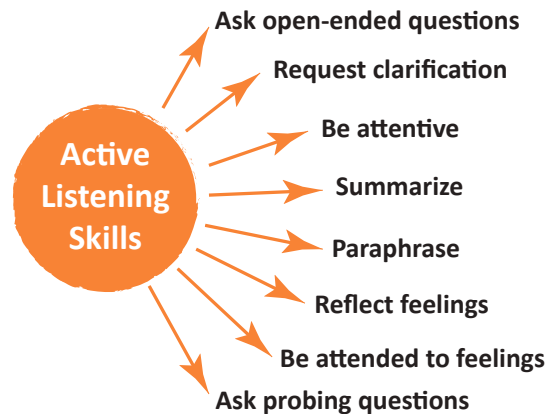 Ask open-ended questions
Request clarification
Be attentive
Active
Listening
Skills
Summarize
Paraphrase
Reflect feelings
Be attended to feelings
Ask probing questions